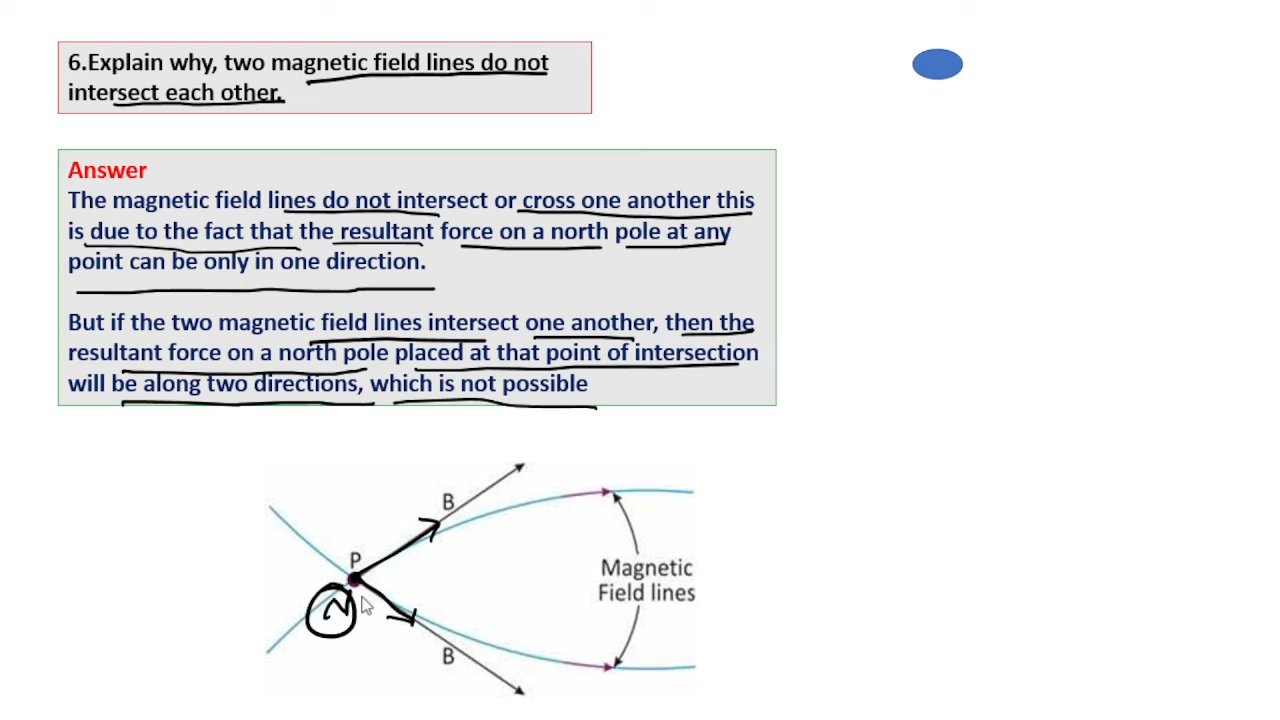 6.Explain why, two magnetic field lines do not
intersect each other.
Answer
The magnetic field lines do not intersect or cross one another this
is due to the fact that the resultant force on a north pole at any
point can be only in one direction.
But if the two magnetic field lines intersect one another, then the
resultant force on a north pole placed at that point of intersection
will be along two directions, which is not possible
B
P
Magnetic
Field lines
N
B